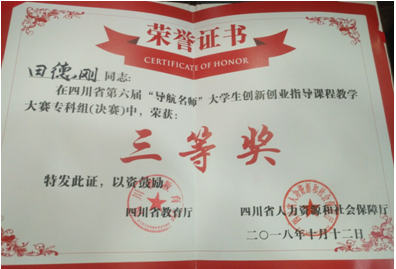 荣誉证书
CERTIFICATE OF HONOR
田德刚 同志:
在四川省第六届“导航名师”大学生创新创业指导课程教学
大赛专科组(决赛)中，荣获:
三等奖
特发此证，以资鼓励
四川省教育厅 四川省人力资源和社会保障厅
二〇一八年十月十二日